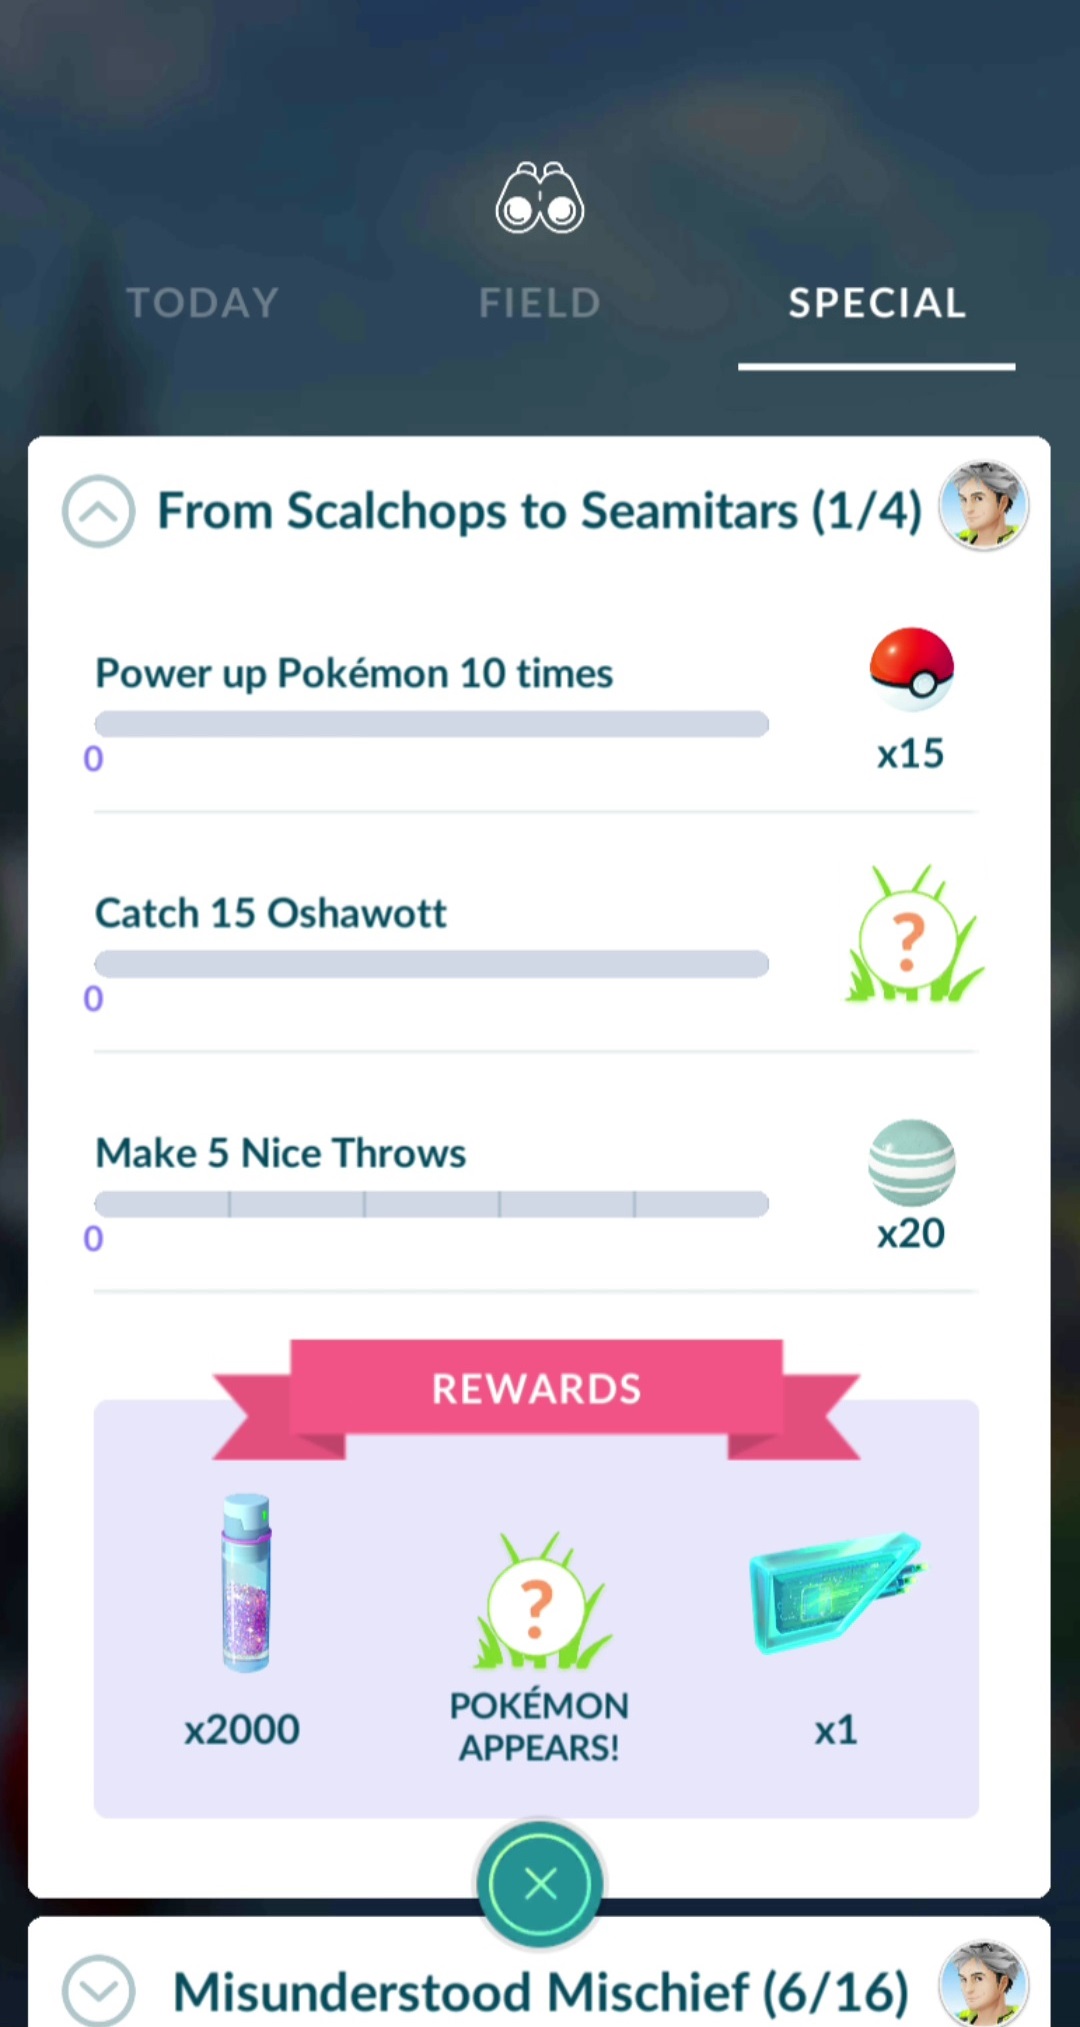 TODAY
FIELD
SPECIAL
From Scalchops to Seamitars (1/4)
Power up Pokémon 10 times
0
x15
Catch 15 Oshawott
0
?
Make 5 Nice Throws
0
x20
REWARDS
x2000
?
POKÉMON
APPEARS!
x1
Misunderstood Mischief (6/16)